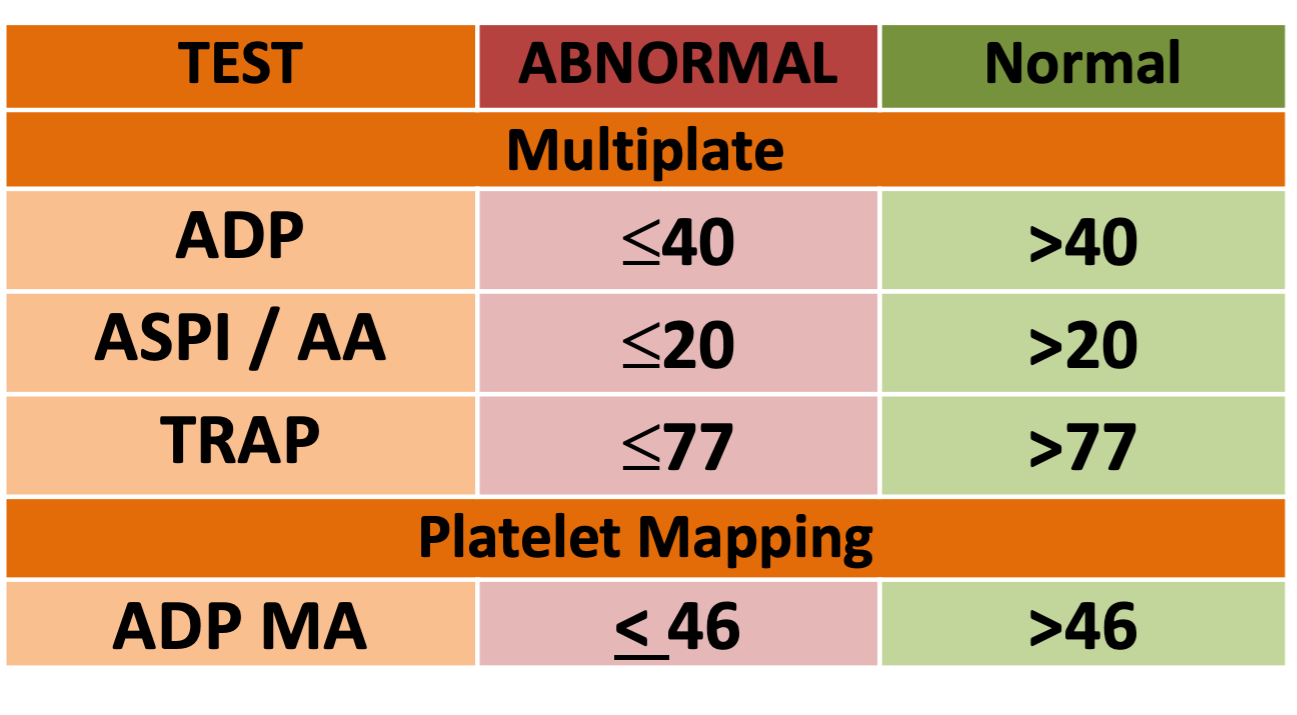 TEST ABNORMAL Normal
Multiplate
ADP ≤40 >40
ASPI / AA ≤20 >20
TRAP ≤77 >77
Platelet Mapping
ADP MA < 46 >46